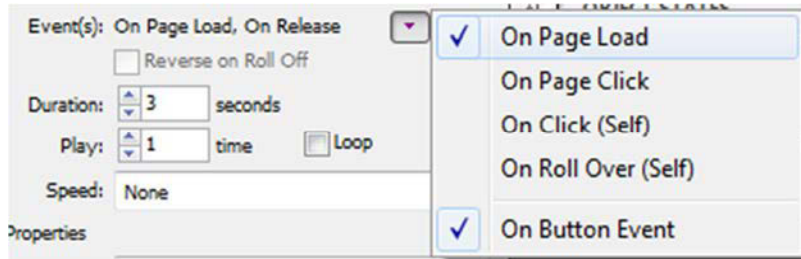 Event(s): On Page Load, On Release
Reverse on Roll Off
Duration: 3 seconds
Play: 1 time Loop
Speed: None
Properties
On Page Load
On Page Click
On Click (Self)
On Roll Over (Self)
On Button Event